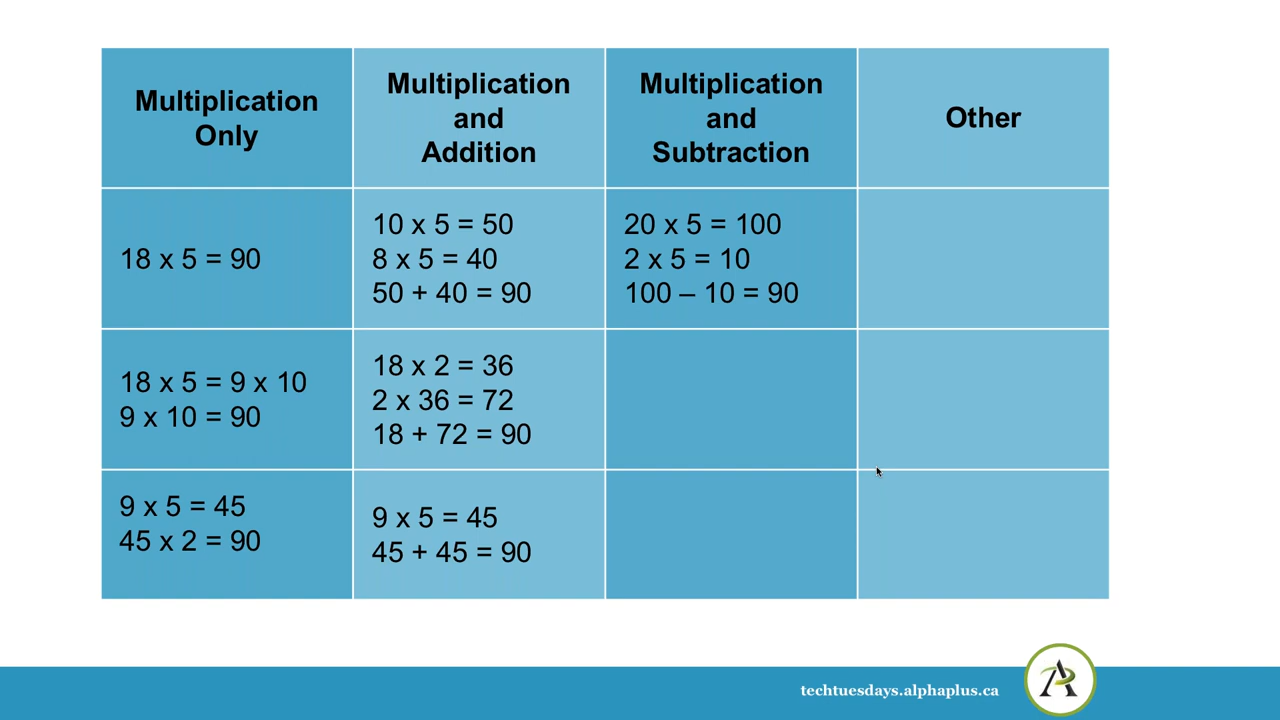 Multiplication
Only
Multiplication
and
Addition
Multiplication
and
Subtraction
Other
18 x 5 = 90
10 x 5 = 50
8 x 5 = 40
50 + 40 = 90
20 x 5 = 100
2 x 5 = 10
100 – 10 = 90
18 x 5 = 9 x 10
9 x 10 = 90
18 x 2 = 36
2 x 36 = 72
18 + 72 = 90
9 x 5 = 45
45 x 2 = 90
9 x 5 = 45
45 + 45 = 90
techtuesdays.alphaplus.ca